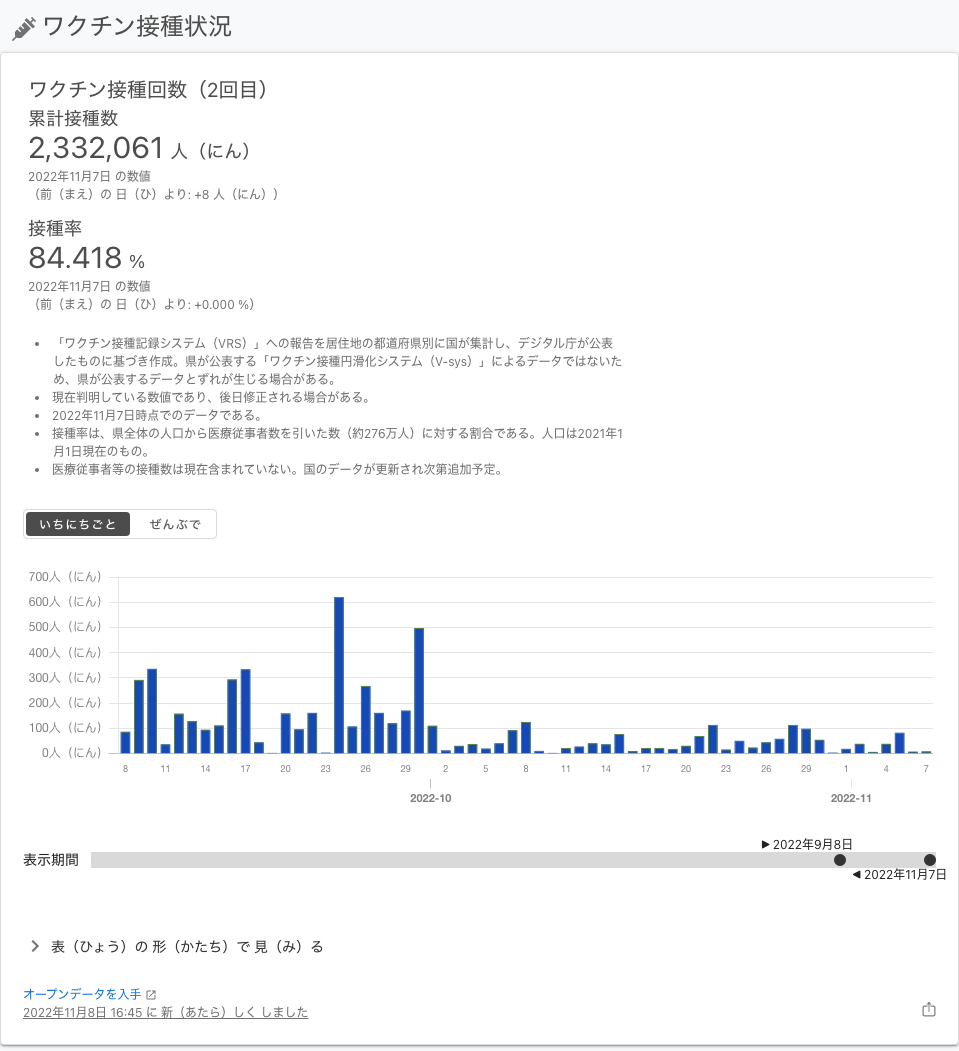 ワクチン接種状況
ワクチン接種回数（2回目）
累計接種数
2,332,061 人（にん）
2022年11月7日 の数値
（前（まえ）の 日（ひ）より: +8 人（にん））
接種率
84.418 %
2022年11月7日 の数値
（前（まえ）の 日（ひ）より: +0.000 %）
• 「ワクチン接種記録システム（VRS）」への報告を居住地の都道府県別に国が集計し、デジタル庁が公表
したものに基づき作成。県が公表する「ワクチン接種円滑化システム（V-sys）」によるデータではないた
め、県が公表するデータとずれが生じる場合がある。
• 現在判明している数値であり、後日修正される場合がある。
• 2022年11月7日時点でのデータである。
• 接種率は、県全体の人口から医療従事者数を引いた数（約276万人）に対する割合である。人口は2021年1
月1日現在のもの。
• 医療従事者等の接種数は現在含まれていない。国のデータが更新され次第追加予定。
いちにちごと ぜんぶで
700人（にん）
600人（にん）
500人（にん）
400人（にん）
300人（にん）
200人（にん）
100人（にん）
0人（にん）
8 11 14 17 20 23 26 29 2 5 8 11 14 17 20 23 26 29 1 4 7
2022-10 2022-11
▶ 2022年9月8日
表示期間
◀ 2022年11月7日
表（ひょう）の 形（かたち）で 見（み）る
オープンデータを入手
2022年11月8日 16:45 に 新（あたら）しく しました